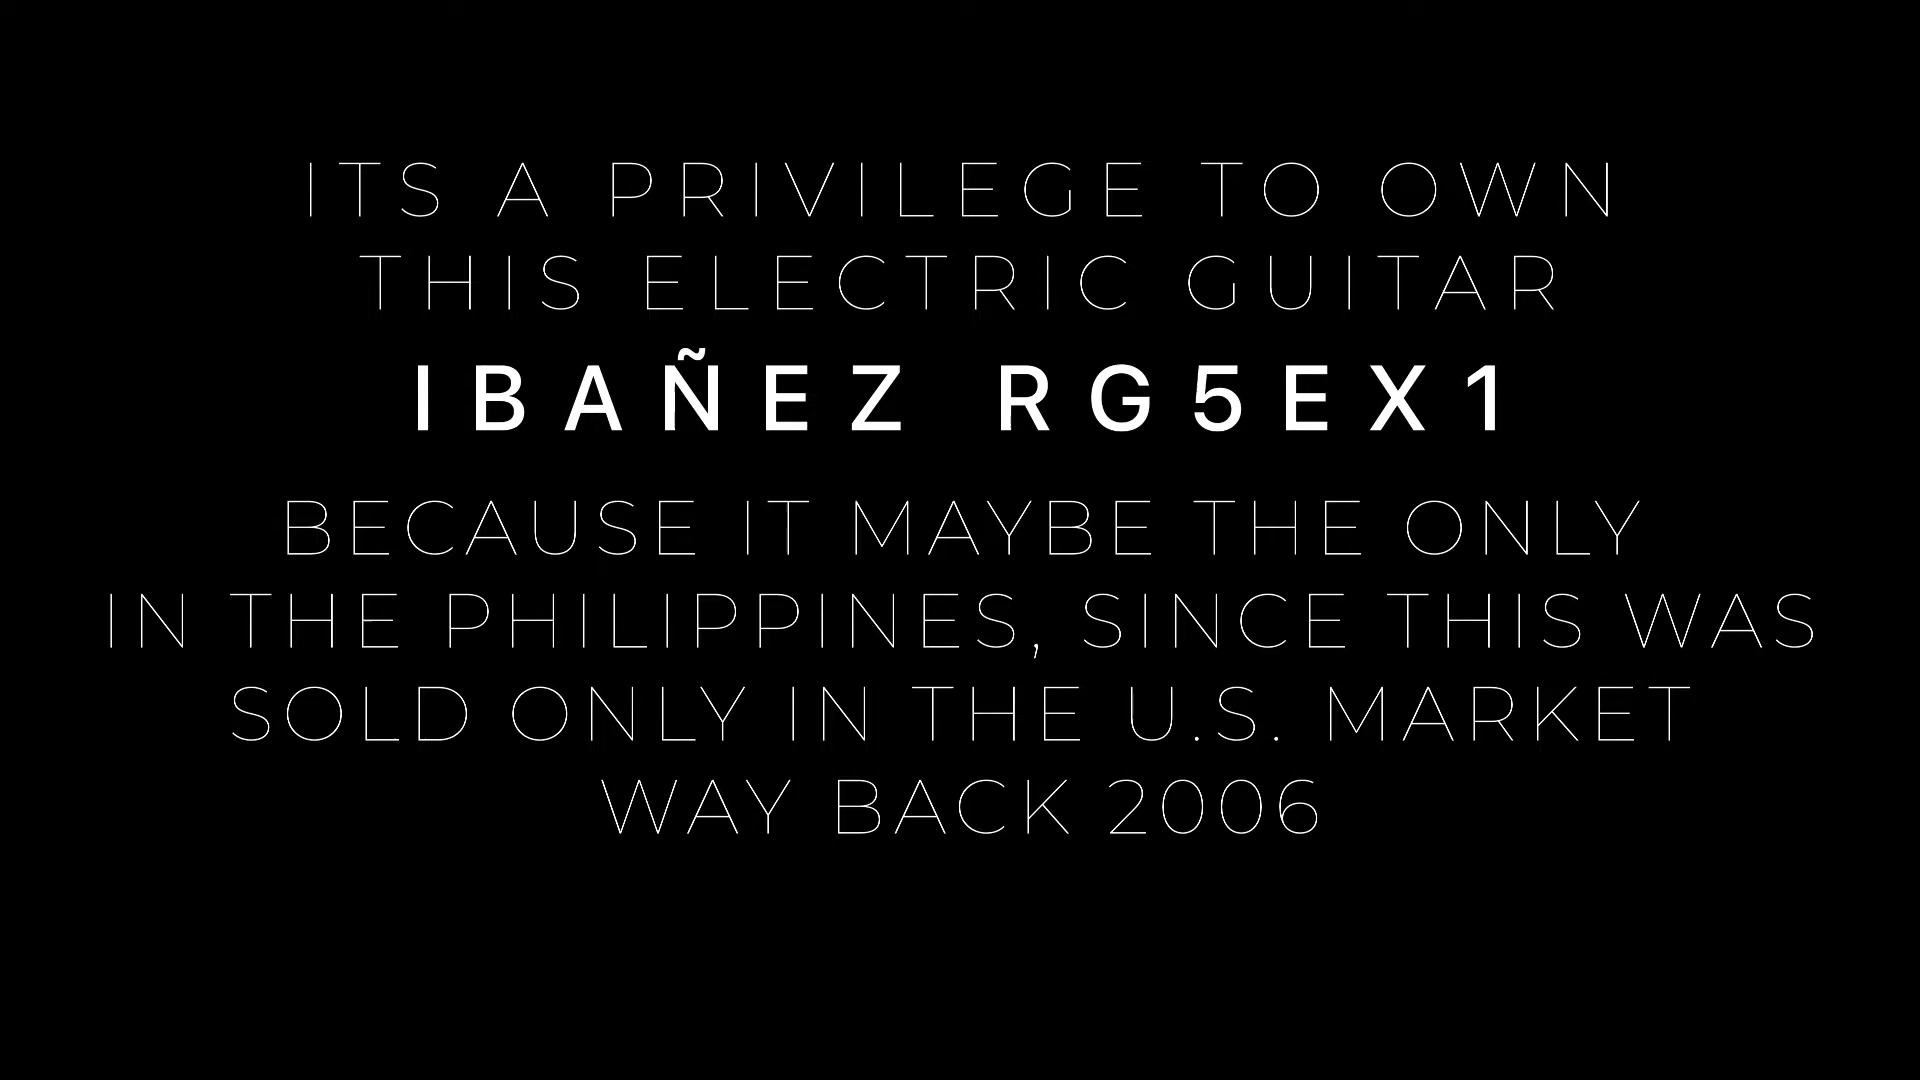 ITS A PRIVILEGE TO OWN
THIS ELECTRIC GUITAR
IBAÑEZ RG5EX1
BECAUSE IT MAYBE THE ONLY
IN THE PHILIPPINES, SINCE THIS WAS
SOLD ONLY IN THE U.S. MARKET
WAY BACK 2006